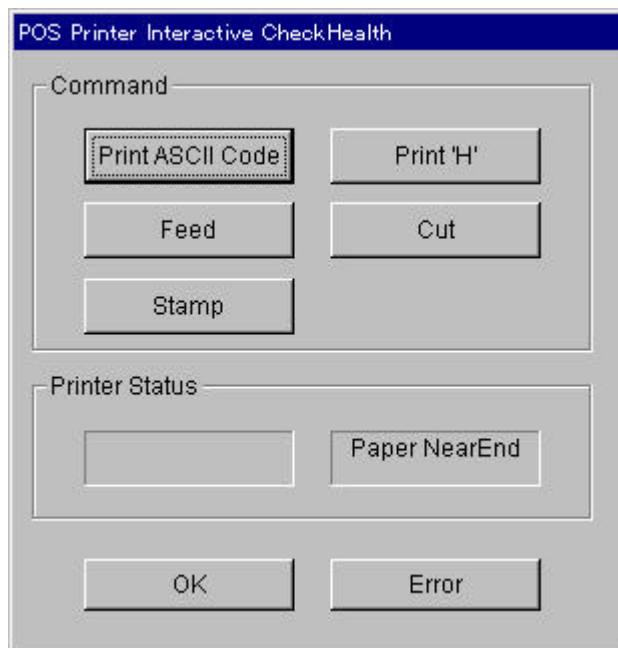 POS Printer Interactive CheckHealth
Command
Print ASCII Code
Print 'H'
Feed
Cut
Stamp
Printer Status
Paper NearEnd
OK
Error